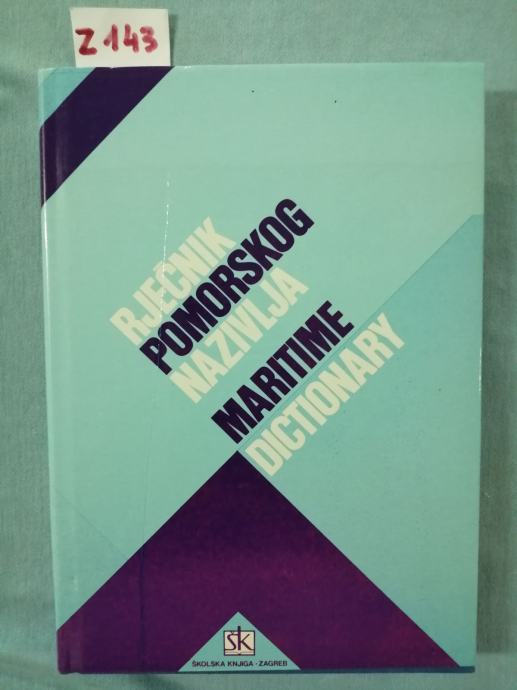 Z 143
RJEČNIK
POMORSKOG
NAZIVLJA
MARITIME
DICTIONARY
ŠK
ŠKOLSKA KNJIGA - ZAGREB